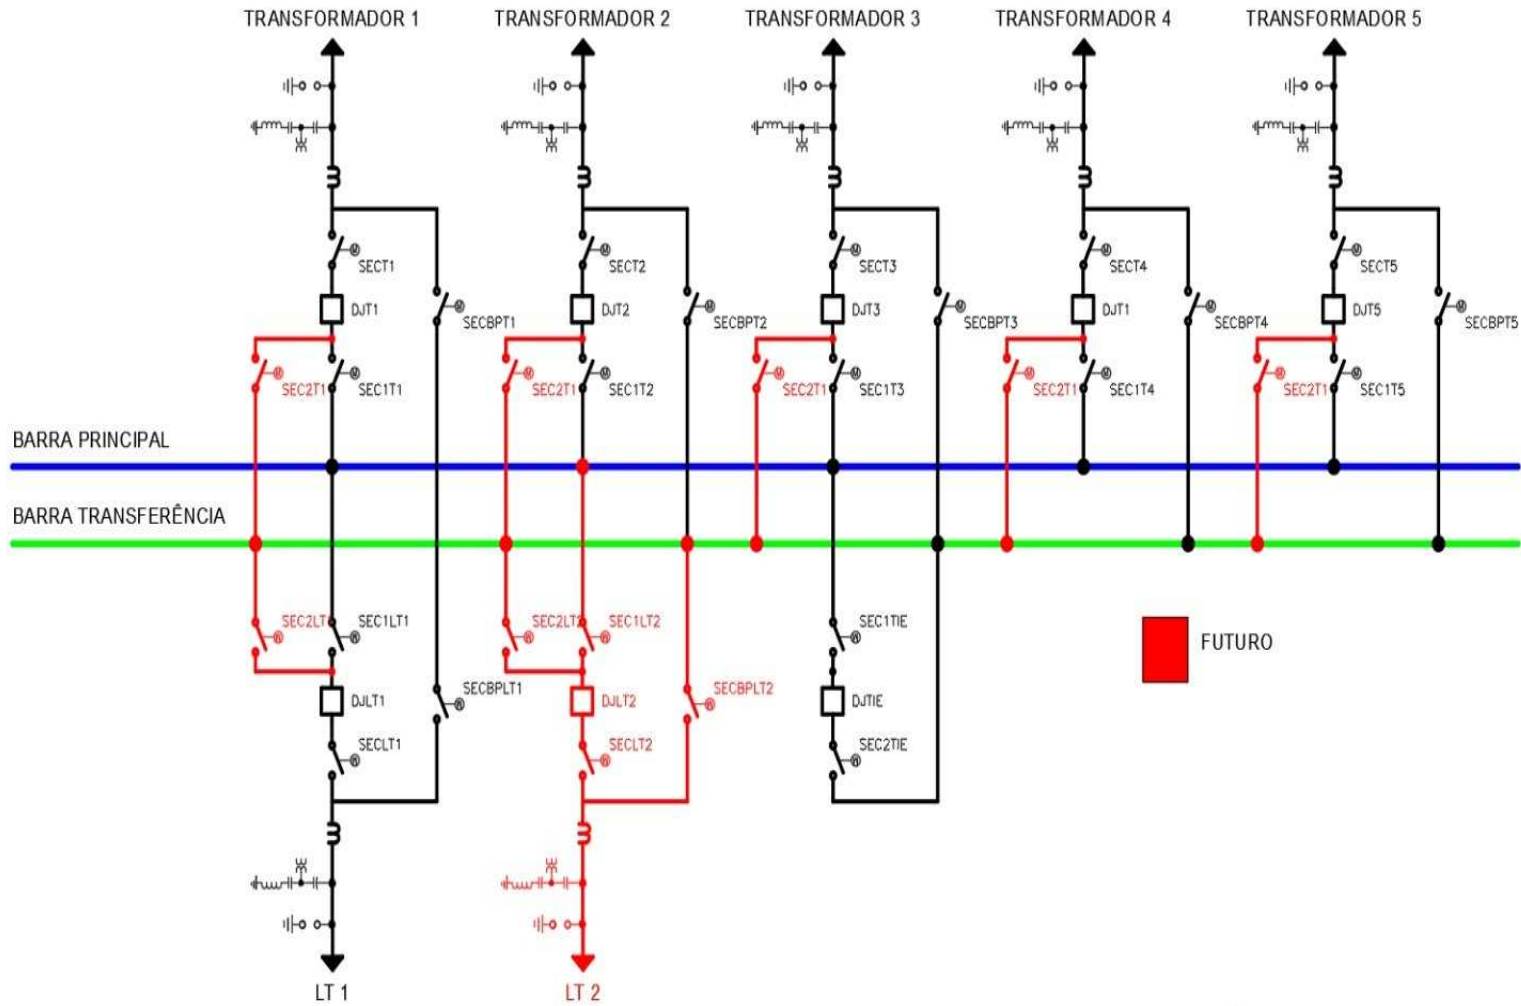 TRANSFORMADOR 1
TRANSFORMADOR 2
TRANSFORMADOR 3
TRANSFORMADOR 4
TRANSFORMADOR 5
SECT1
SECT2
SECT3
SECT4
SECT5
DJT1
SECBPT1
DJT2
SECBPT2
DJT3
SECBPT3
DJT1
SECBPT4
DJT5
SECBPT5
SEC2T1
SEC1T1
SEC2T1
SEC1T2
SEC2T1
SEC1T3
SEC2T1
SEC1T4
SEC2T1
SEC1T5
BARRA PRINCIPAL
BARRA TRANSFERÊNCIA
SEC2LT
SEC1LT1
SEC2LT2
SEC1LT2
SEC1TIE
FUTURO
DJLT1
SECBPLT1
DJLT2
SECBPLT2
DJTIE
SECLT1
SECLT2
SEC2TIE
LT 1
LT 2